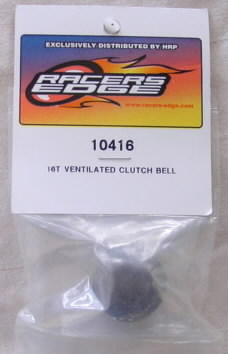 EXCLUSIVELY DISTRIBUTED BY HRP
RACERS
EDGE
www.racers-edge.com
10416
16T VENTILATED CLUTCH BELL